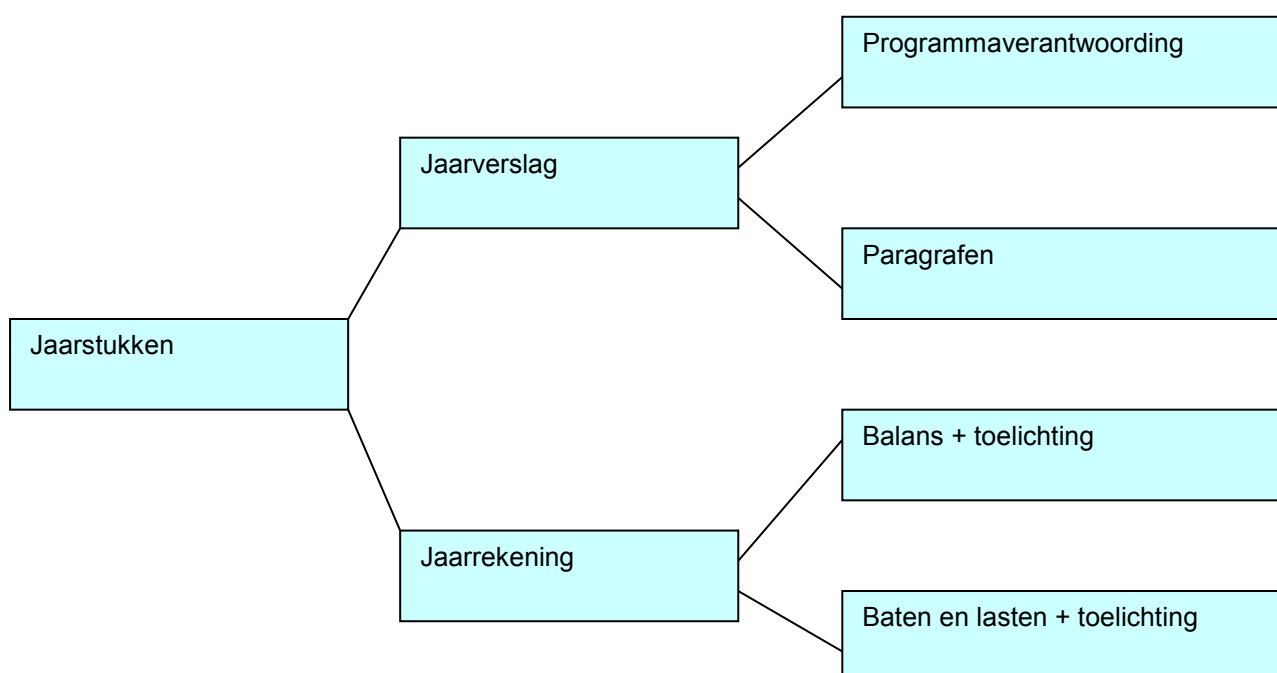 Programmaverantwoording
Jaarverslag
Paragrafen
Jaarstukken
Balans + toelichting
Jaarrekening
Baten en lasten + toelichting